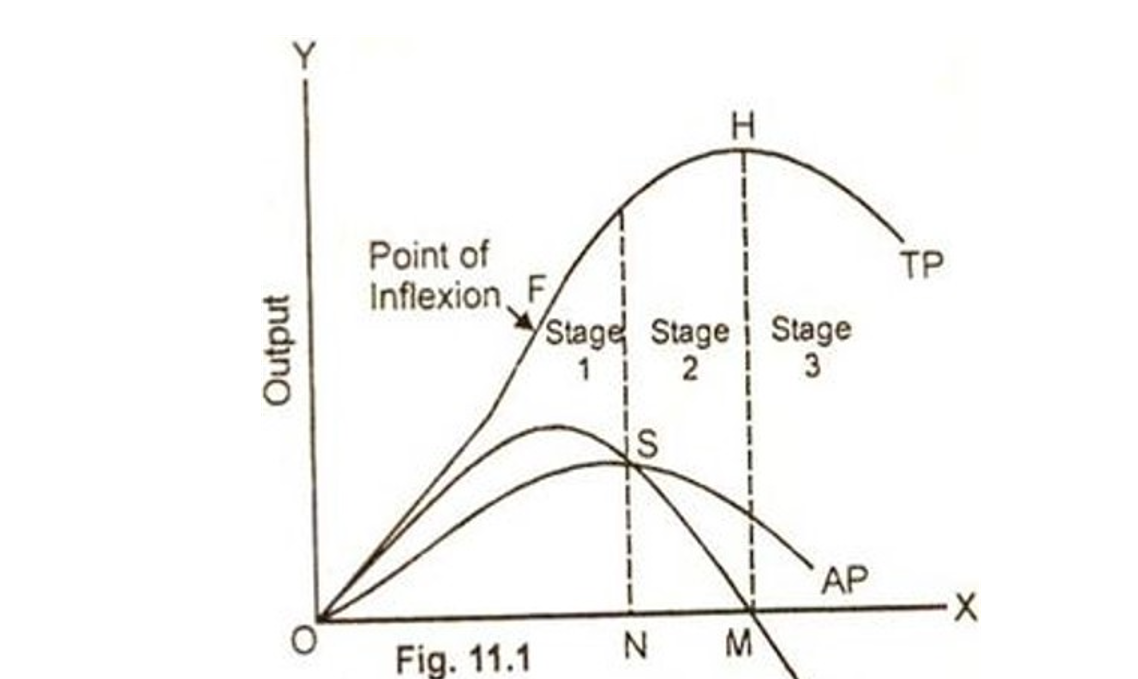 Y
H
Point of
Inflexion
F
TP
Stage
1
Stage
2
Stage
3
Output
S
AP
X
O
N
M
Fig. 11.1